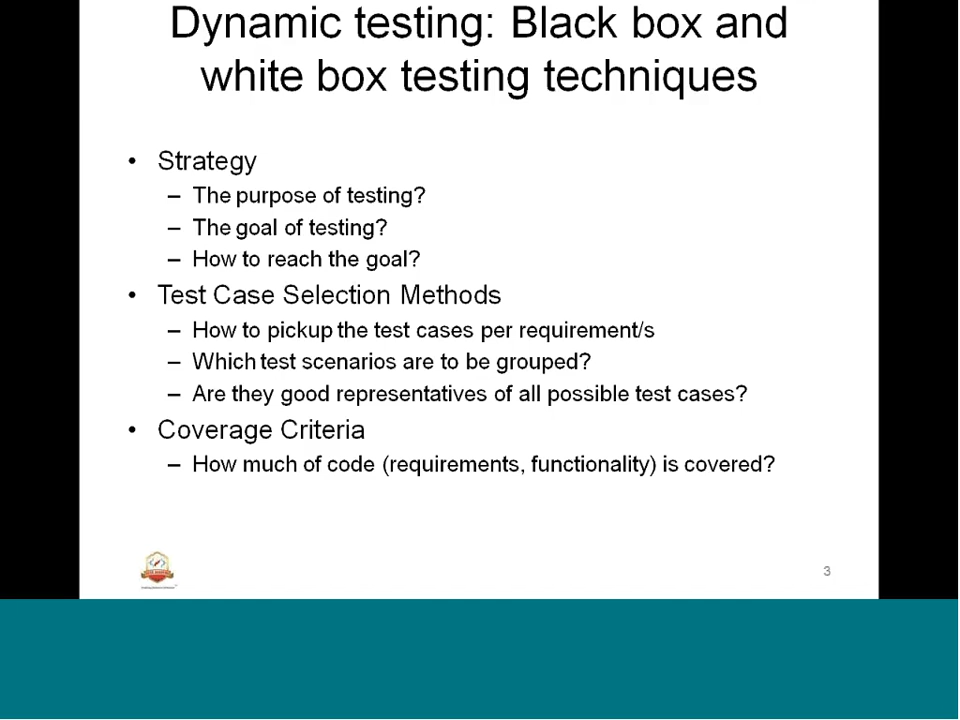 Dynamic testing: Black box and
white box testing techniques
• Strategy
– The purpose of testing?
– The goal of testing?
– How to reach the goal?
• Test Case Selection Methods
– How to pickup the test cases per requirement/s
– Which test scenarios are to be grouped?
– Are they good representatives of all possible test cases?
• Coverage Criteria
– How much of code (requirements, functionality) is covered?
3